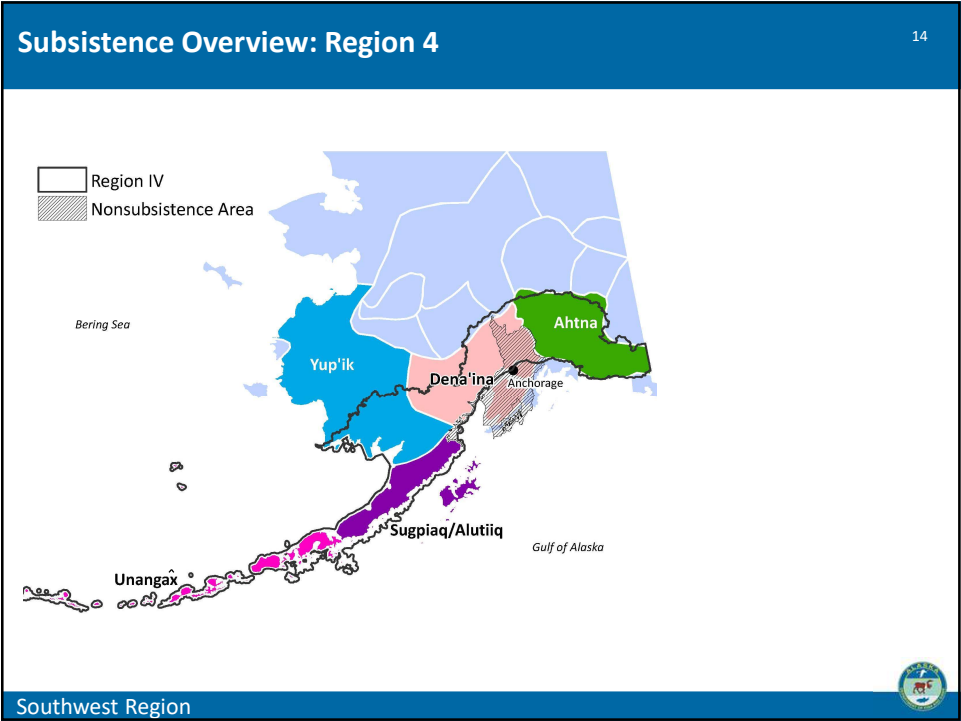 Subsistence Overview: Region 4
14
Region IV
Nonsubsistence Area
Bering Sea
Ahtna
Yup'ik
Dena'ina
Anchorage
Sugpiaq/Alutiiq
Gulf of Alaska
Unangax̂
Southwest Region
ALASKA